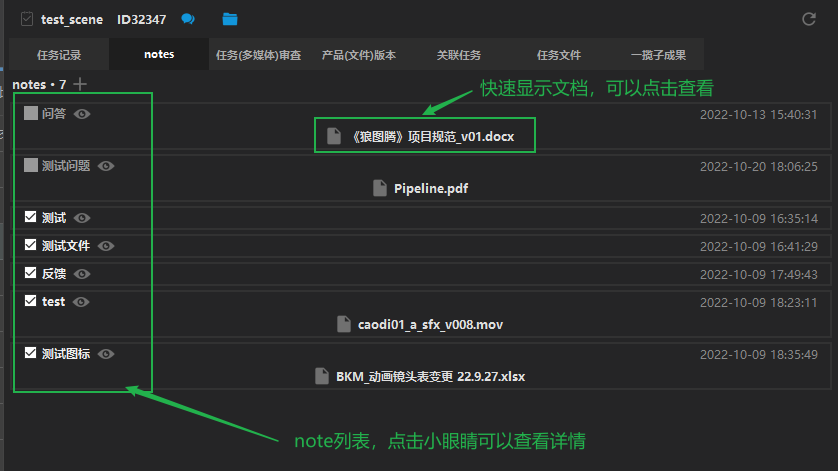 test_scene ID32347
任务记录 notes 任务(多媒体)审查 产品(文件)版本 关联任务 任务文件 一揽子成果
notes • 7
快速显示文档，可以点击查看
问答 2022-10-13 15:40:31
《狼图腾》项目规范_v01.docx
测试问题 2022-10-20 18:06:25
Pipeline.pdf
测试 2022-10-09 16:35:14
测试文件 2022-10-09 16:41:29
反馈 2022-10-09 17:49:43
test 2022-10-09 18:23:11
caodi01_a_sfx_v008.mov
测试图标 2022-10-09 18:35:49
BKM_动画镜头表变更 22.9.27.xlsx
note列表，点击小眼睛可以查看详情